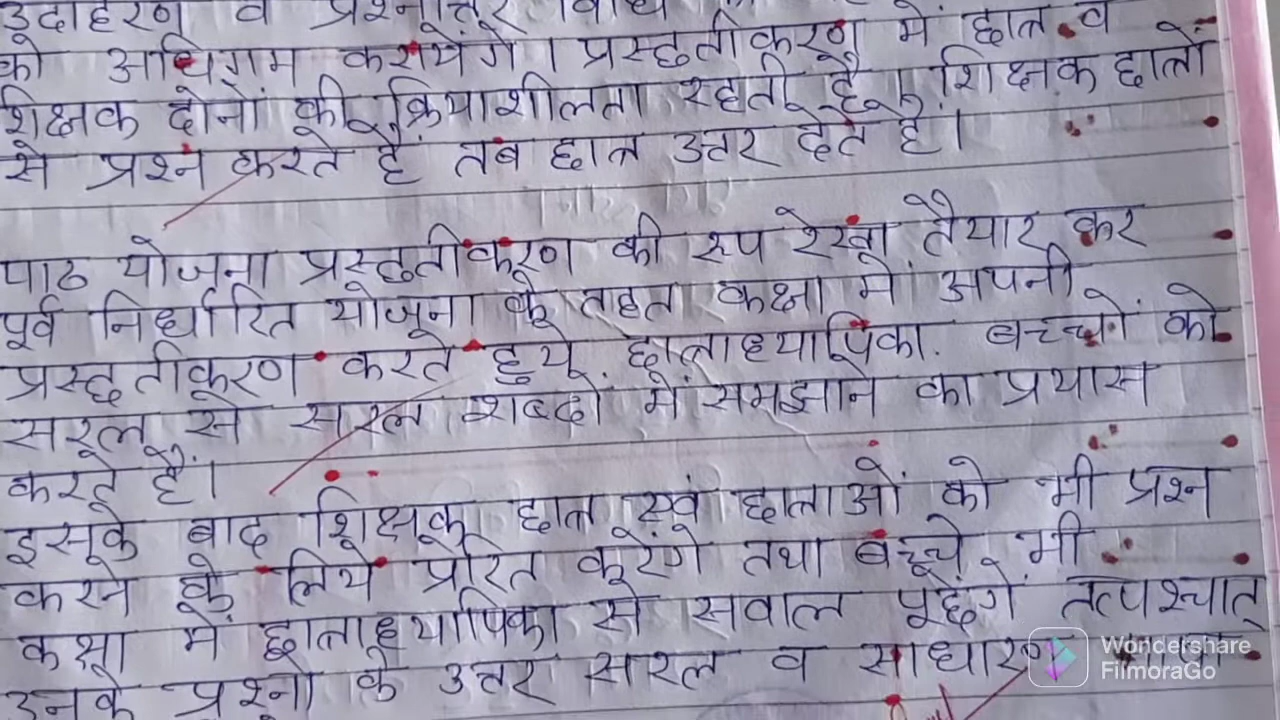 उदाहरण व प्रश्नोत्तर विधि
को अधिगम करायेंगे। प्रस्तुतीकरण में छात्र व
शिक्षक दोनों की क्रियाशीलता रहती है। शिक्षक छात्रों
से प्रश्न करते हैं तब छात्र उत्तर देते हैं।
पाठ योजना प्रस्तुतीकरण की रुप रेखा तैयार कर
पूर्व निर्धारित योजना के तहत कक्षा में अपनी
प्रस्तुतीकरण करते हुये छात्राध्यापिका बच्चों को
सरल से सरल शब्दों में समझाने का प्रयास
करते हैं।
इसके बाद शिक्षक छात्र एवं छात्राओं को भी प्रश्न
करने के लिये प्रेरित करेंगे तथा बच्चे भी
कक्षा में छात्राध्यापिका से सवाल पूछेंगे तत्पश्चात्
उनके प्रश्नों के उत्तर सरल व साधारण
Wondershare
FilmoraGo